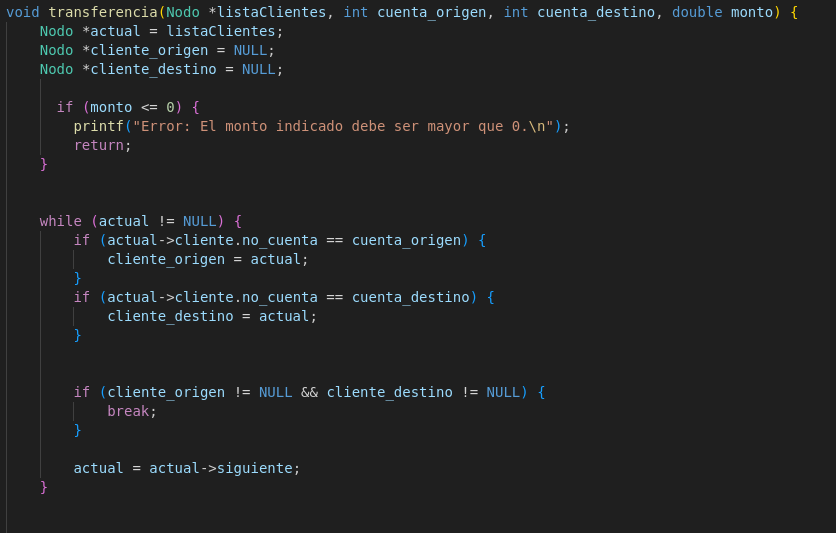 void transferencia(Nodo *listaClientes, int cuenta_origen, int cuenta_destino, double monto) {
    Nodo *actual = listaClientes;
    Nodo *cliente_origen = NULL;
    Nodo *cliente_destino = NULL;

      if (monto <= 0) {
        printf("Error: El monto indicado debe ser mayor que 0.\n");
        return;
    }


    while (actual != NULL) {
        if (actual->cliente.no_cuenta == cuenta_origen) {
            cliente_origen = actual;
        }
        if (actual->cliente.no_cuenta == cuenta_destino) {
            cliente_destino = actual;
        }


        if (cliente_origen != NULL && cliente_destino != NULL) {
            break;
        }

        actual = actual->siguiente;
    }